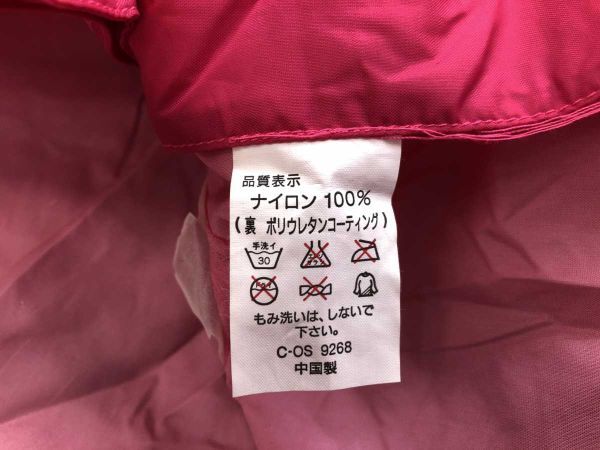 品質表示
ナイロン 100%
(裏 ポリウレタンコーティング)
手洗イ
30
もみ洗いは、しないで
下さい。
C-OS 9268
中国製